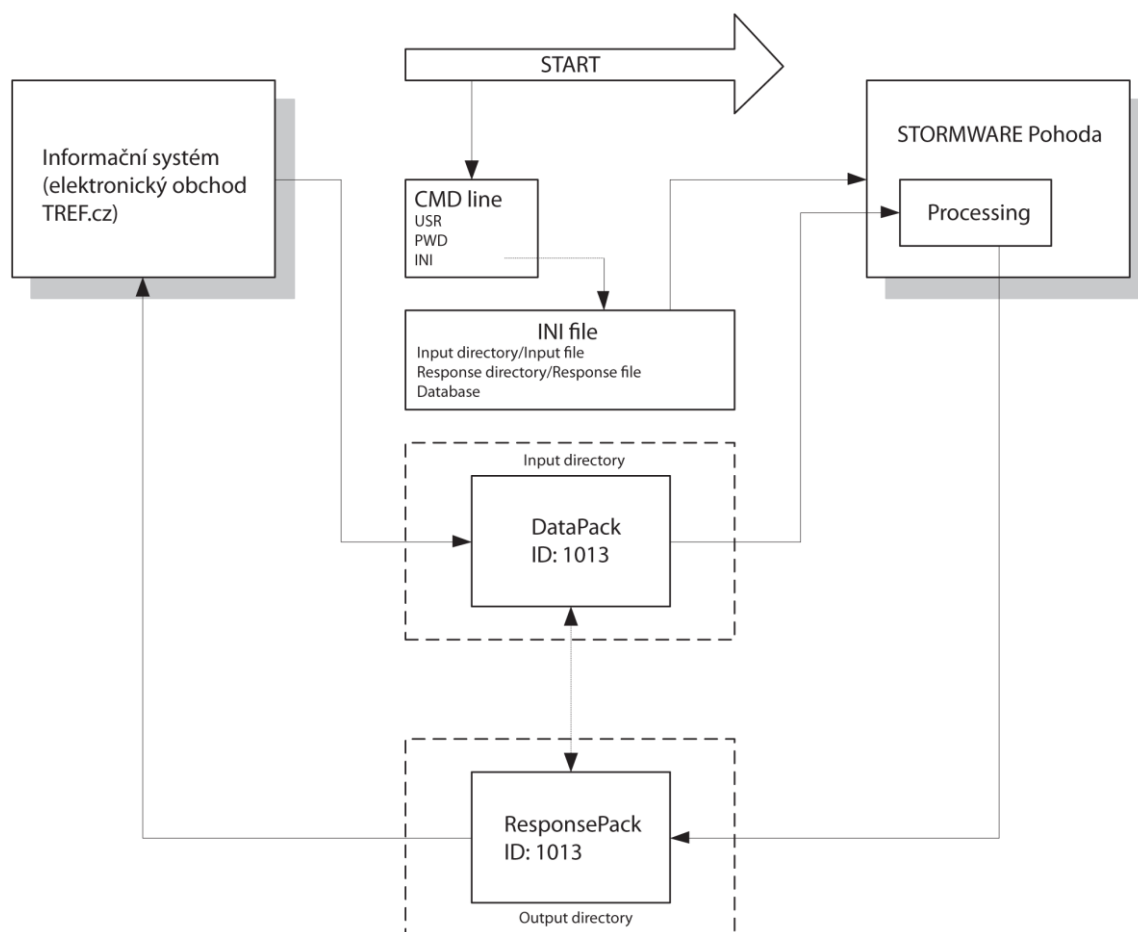 START
Informační systém
(elektronický obchod
TREF.cz)
CMD line
USR
PWD
INI
STORMWARE Pohoda
Processing
INI file
Input directory/Input file
Response directory/Response file
Database
Input directory
DataPack
ID: 1013
ResponsePack
ID: 1013
Output directory